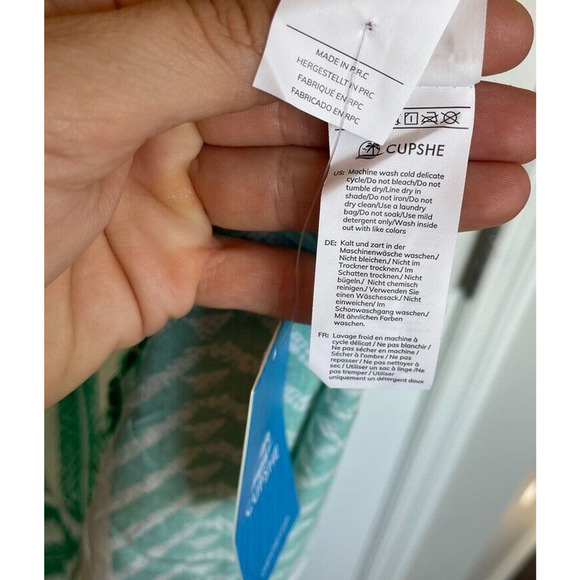 MADE IN P.R.C
HERGESTELLT IN PRC
FABRIQUÉ EN RPC
FABRICADO EN RPC
CUPSHE
US: Machine wash cold delicate
cycle/Do not bleach/Do not
tumble dry/Line dry in
shade/Do not iron/Do not
dry clean/Use a laundry
bag/Do not soak/Use mild
detergent only/Wash inside
out with like colors
DE: Kalt und zart in der
Maschinenwäsche waschen./
Nicht bleichen./ Nicht im
Trockner trocknen./ Im
Schatten trocknen./ Nicht
bügeln./ Nicht chemisch
reinigen./ Verwenden Sie
einen Wäschesack./ Nicht
einweichen./ Im
Schonwaschgang waschen./
Mit ähnlichen Farben
waschen.
FR: Lavage froid en machine à
cycle délicat / Ne pas blanchir /
Ne pas sécher en machine /
Sécher à l'ombre / Ne pas
repasser / Ne pas nettoyer à
sec / Utiliser un sac à linge /Ne
pas tremper / Utiliser
uniquement un détergent doux
CUPSHE